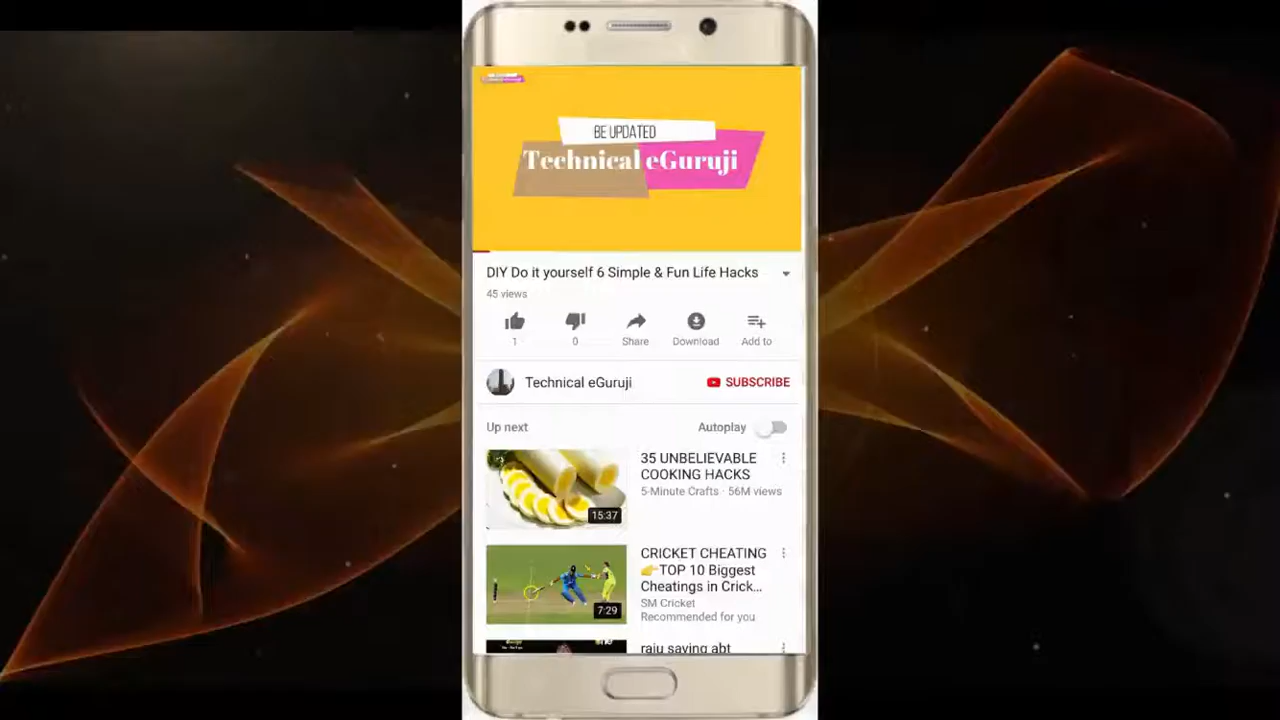 BE UPDATED
Technical eGuruji
DIY Do it yourself 6 Simple & Fun Life Hacks
45 views
1
0
Share
Download
Add to
Technical eGuruji
SUBSCRIBE
Up next
Autoplay
35 UNBELIEVABLE
COOKING HACKS
5-Minute Crafts · 56M views
15:37
CRICKET CHEATING
👉TOP 10 Biggest
Cheatings in Crick...
SM Cricket
Recommended for you
7:29
raju saying abt